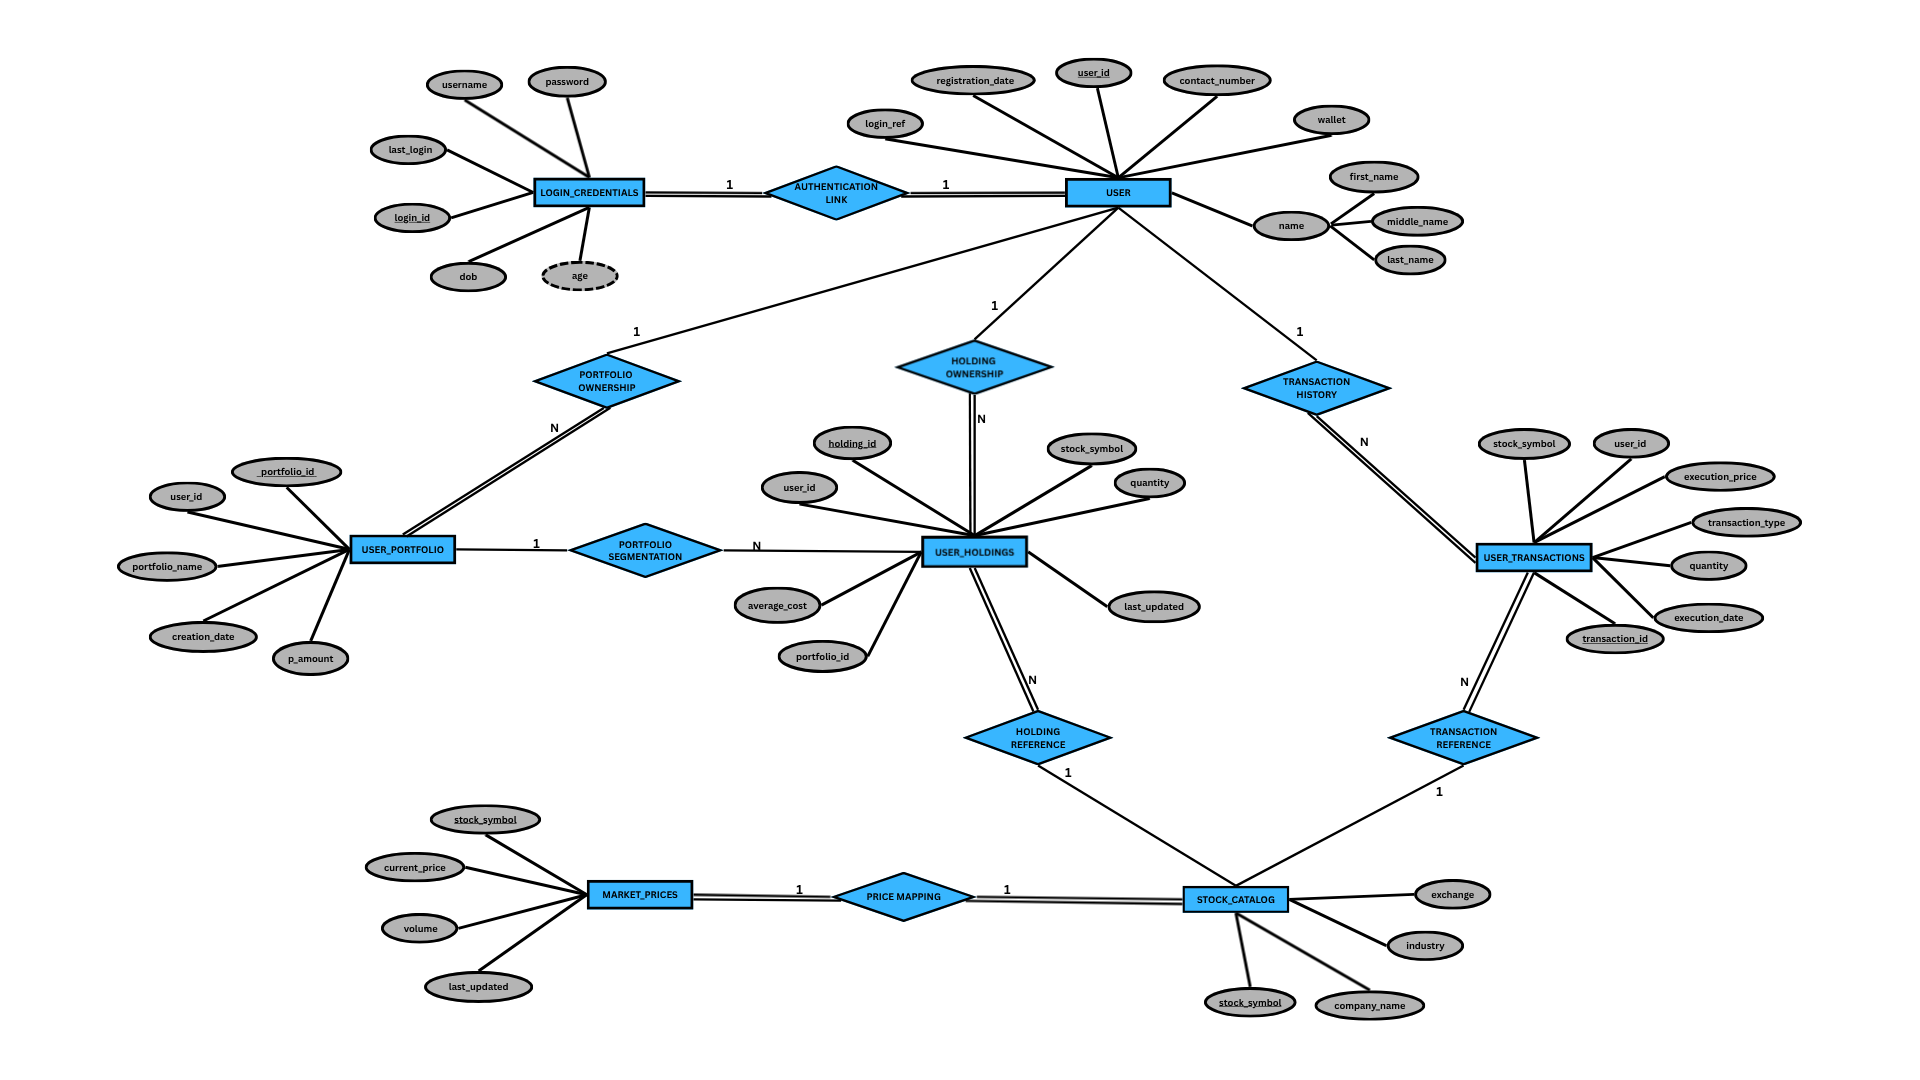 username
password
last_login
login_id
dob
age
LOGIN_CREDENTIALS
1
AUTHENTICATION
LINK
1
login_ref
registration_date
user_id
contact_number
wallet
USER
name
first_name
middle_name
last_name
1
PORTFOLIO
OWNERSHIP
N
1
HOLDING
OWNERSHIP
N
1
TRANSACTION
HISTORY
N
portfolio_id
user_id
portfolio_name
creation_date
p_amount
USER_PORTFOLIO
1
PORTFOLIO
SEGMENTATION
N
holding_id
user_id
stock_symbol
quantity
USER_HOLDINGS
average_cost
portfolio_id
last_updated
stock_symbol
user_id
execution_price
transaction_type
quantity
execution_date
transaction_id
USER_TRANSACTIONS
N
HOLDING
REFERENCE
1
N
TRANSACTION
REFERENCE
1
stock_symbol
current_price
volume
last_updated
MARKET_PRICES
1
PRICE MAPPING
1
STOCK_CATALOG
exchange
industry
stock_symbol
company_name